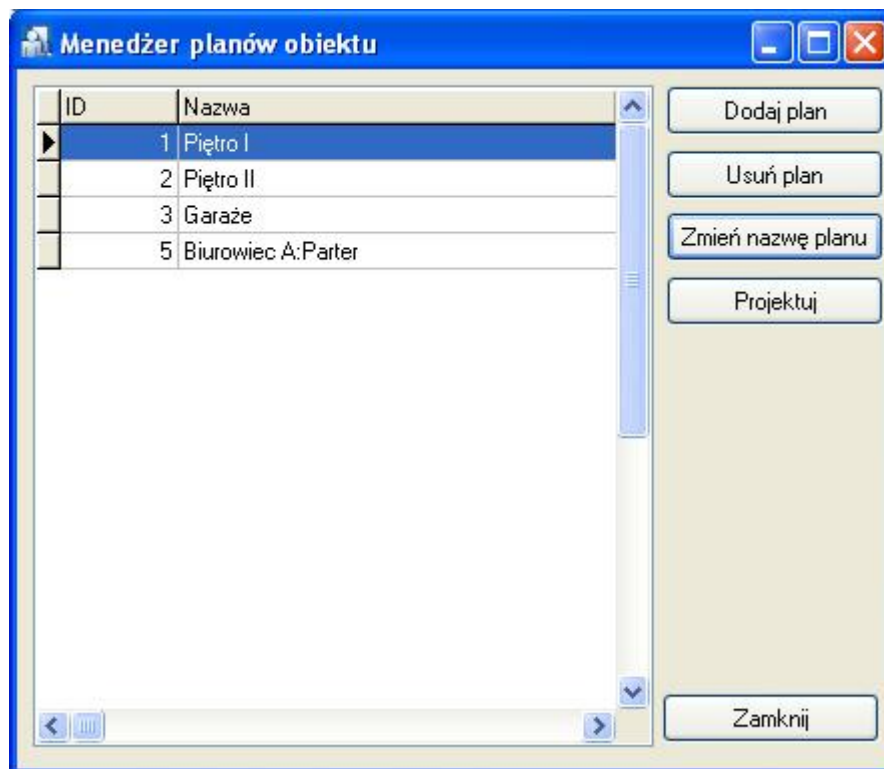 Menedżer planów obiektu
ID Nazwa
1 Piętro I
2 Piętro II
3 Garaże
5 Biurowiec A:Parter
Dodaj plan
Usuń plan
Zmień nazwę planu
Projektuj
Zamknij